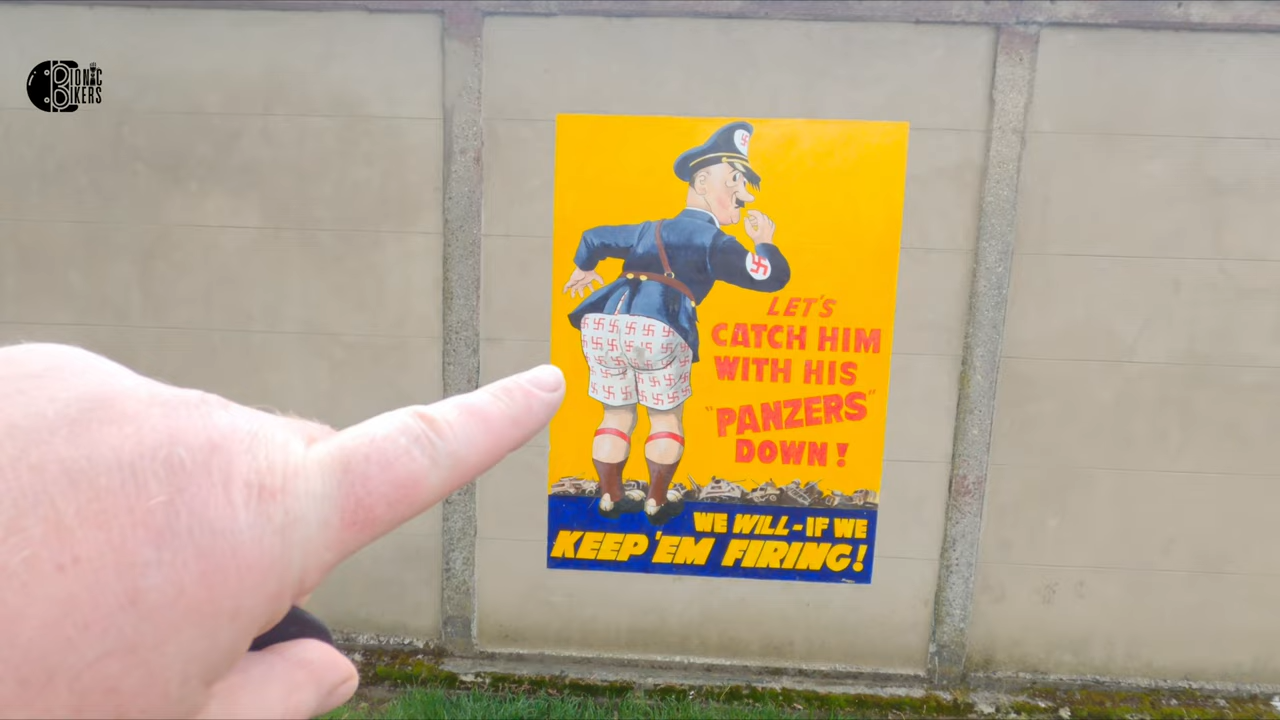 BIONIC
BIKERS
LET'S
CATCH HIM
WITH HIS
"PANZERS"
DOWN!
WE WILL-IF WE
KEEP 'EM FIRING!